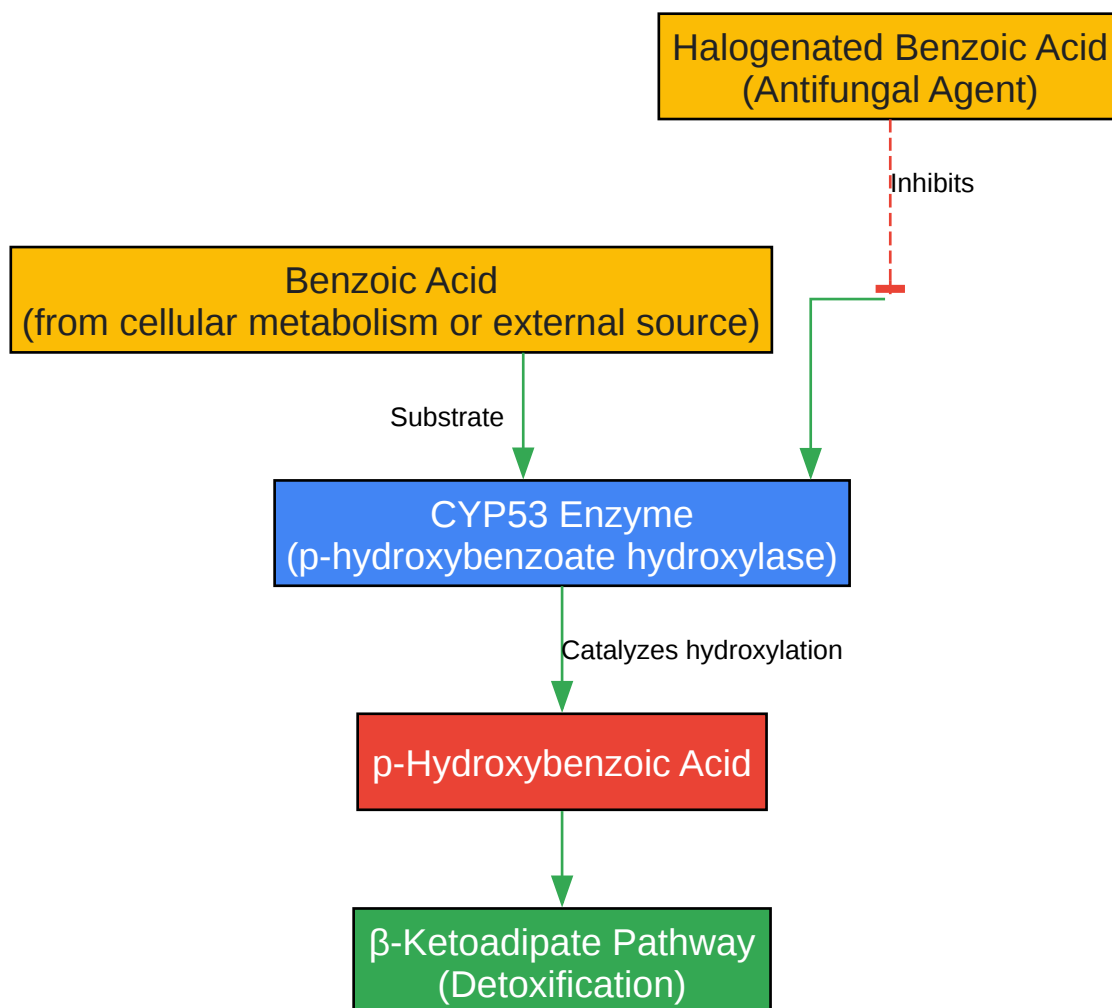 Halogenated Benzoic Acid
(Antifungal Agent)
Inhibits
Benzoic Acid
(from cellular metabolism or external source)
Substrate
CYP53 Enzyme
(p-hydroxybenzoate hydroxylase)
Catalyzes hydroxylation
p-Hydroxybenzoic Acid
β-Ketoadipate Pathway
(Detoxification)